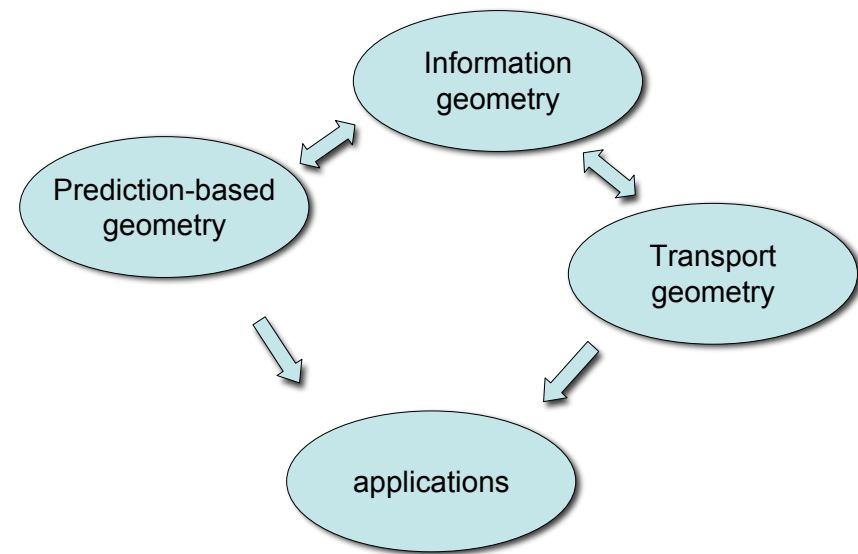 Information
geometry
Prediction-based
geometry
Transport
geometry
applications